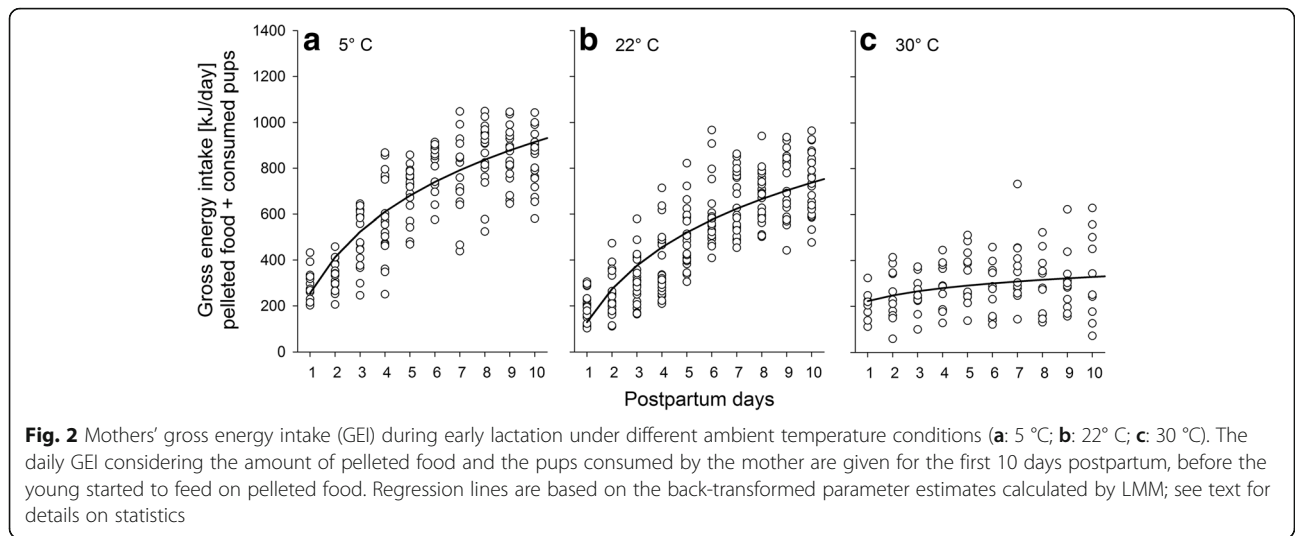 a 5° C
b 22° C
c 30° C
Gross energy intake [kJ/day]
pelleted food + consumed pups
1400
1200
1000
800
600
400
200
0
1 2 3 4 5 6 7 8 9 10
1 2 3 4 5 6 7 8 9 10
1 2 3 4 5 6 7 8 9 10
Postpartum days
Fig. 2 Mothers' gross energy intake (GEI) during early lactation under different ambient temperature conditions (a: 5 °C; b: 22° C; c: 30 °C). The
daily GEI considering the amount of pelleted food and the pups consumed by the mother are given for the first 10 days postpartum, before the
young started to feed on pelleted food. Regression lines are based on the back-transformed parameter estimates calculated by LMM; see text for
details on statistics